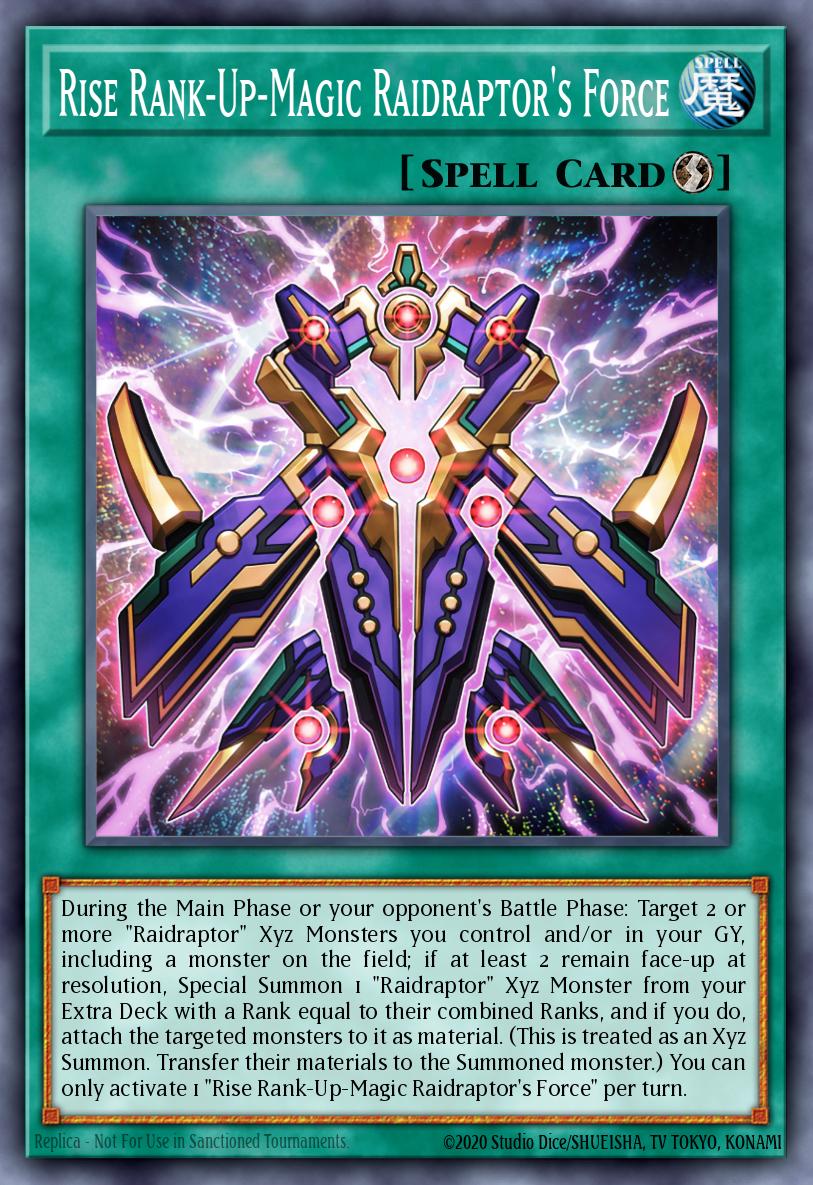 Rise Rank-Up-Magic Raidraptor's Force
SPELL
魔
[Spell Card]
During the Main Phase or your opponent's Battle Phase: Target 2 or
more "Raidraptor" Xyz Monsters you control and/or in your GY,
including a monster on the field; if at least 2 remain face-up at
resolution, Special Summon 1 "Raidraptor" Xyz Monster from your
Extra Deck with a Rank equal to their combined Ranks, and if you do,
attach the targeted monsters to it as material. (This is treated as an Xyz
Summon. Transfer their materials to the Summoned monster.) You can
only activate 1 "Rise Rank-Up-Magic Raidraptor's Force" per turn.
Replica - Not For Use in Sanctioned Tournaments.
©2020 Studio Dice/SHUEISHA, TV TOKYO, KONAMI